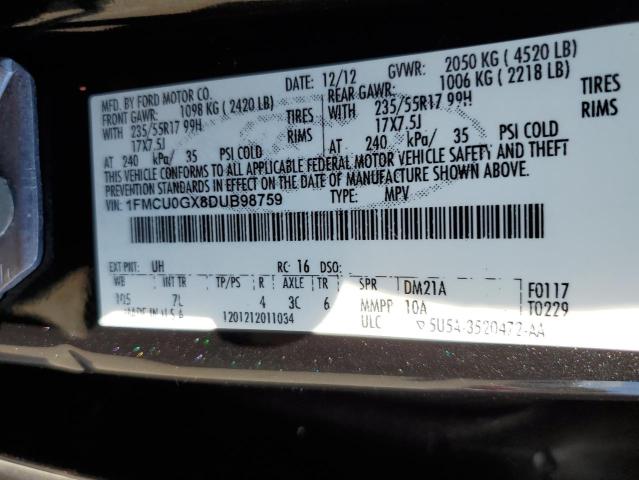 MFD. BY FORD MOTOR CO. DATE: 12/12 GVWR: 2050 KG ( 4520 LB)
FRONT GAWR: 1098 KG ( 2420 LB) REAR GAWR: 1006 KG ( 2218 LB)
WITH 235/55R17 99H TIRES WITH 235/55R17 99H TIRES
17X7.5J RIMS 17X7.5J RIMS
AT 240 kPa/ 35 PSI COLD AT 240 kPa/ 35 PSI COLD
THIS VEHICLE CONFORMS TO ALL APPLICABLE FEDERAL MOTOR VEHICLE SAFETY AND THEFT
PREVENTION STANDARDS IN EFFECT ON THE DATE OF MANUFACTURE SHOWN ABOVE.
VIN: 1FMCU0GX8DUB98759 TYPE: MPV
EXT PNT: UH RC: 16 DSO:
WB INT TR TP/PS R AXLE TR SPR DM21A F0117
105 7L 4 3C 6 MMPP 10A T0229
MADE IN U.S.A. 1201212011034 ULC 5U5A-3520472-AA